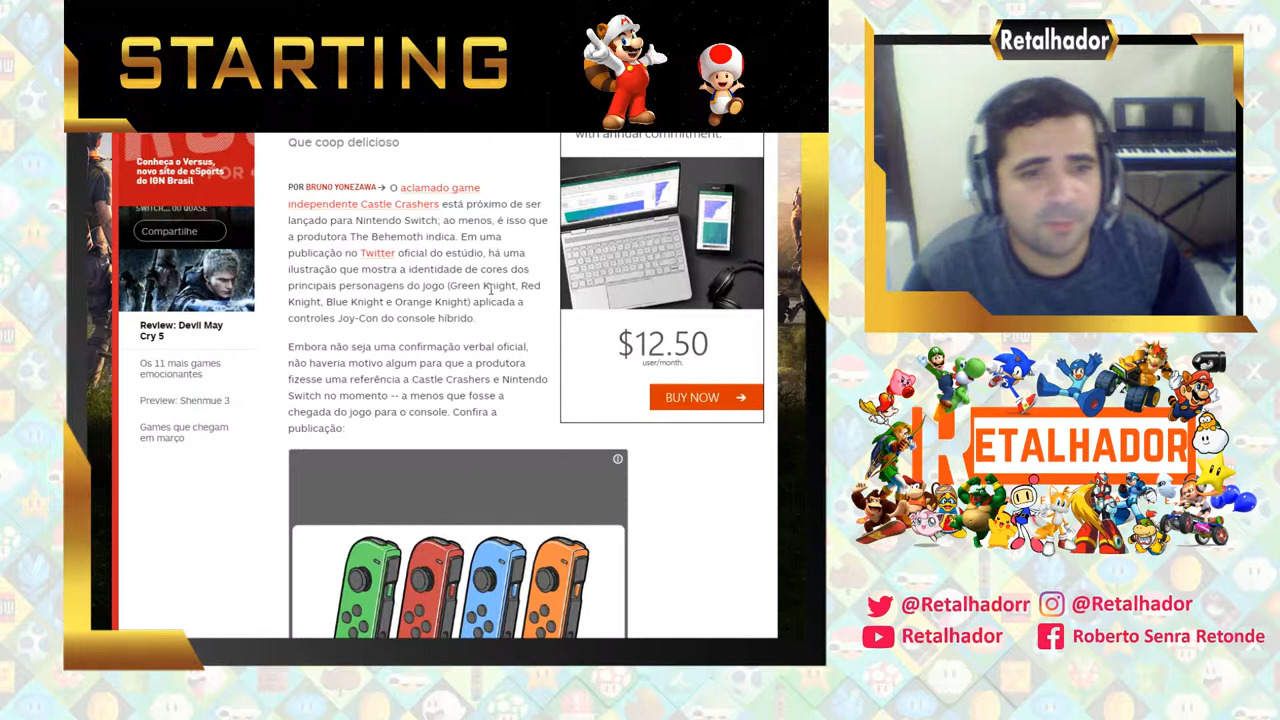 STARTING
Retalhador
Conheça o Versus,
novo site de eSports
do IGN Brasil
SWITCH... OU QUASE
Compartilhe
Review: Devil May
Cry 5
Os 11 mais games
emocionantes
Preview: Shenmue 3
Games que chegam
em março
Que coop delicioso
POR BRUNO YONEZAWA → O aclamado game
independente Castle Crashers está próximo de ser
lançado para Nintendo Switch; ao menos, é isso que
a produtora The Behemoth indica. Em uma
publicação no Twitter oficial do estúdio, há uma
ilustração que mostra a identidade de cores dos
principais personagens do jogo (Green Knight, Red
Knight, Blue Knight e Orange Knight) aplicada a
controles Joy-Con do console híbrido.
Embora não seja uma confirmação verbal oficial,
não haveria motivo algum para que a produtora
fizesse uma referência a Castle Crashers e Nintendo
Switch no momento -- a menos que fosse a
chegada do jogo para o console. Confira a
publicação:
with annual commitment.
$12.50
user/month.
BUY NOW →
RETALHADOR
@Retalhadorr
@Retalhador
Retalhador
Roberto Senra Retonde